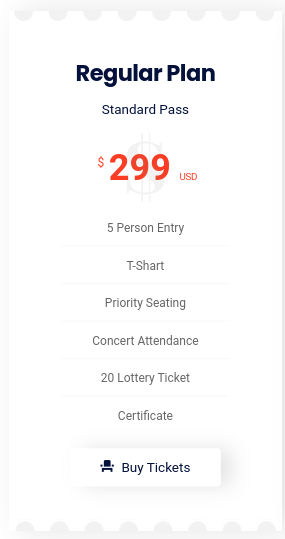 Regular Plan
Standard Pass
$ 299 USD
5 Person Entry
T-Shart
Priority Seating
Concert Attendance
20 Lottery Ticket
Certificate
Buy Tickets